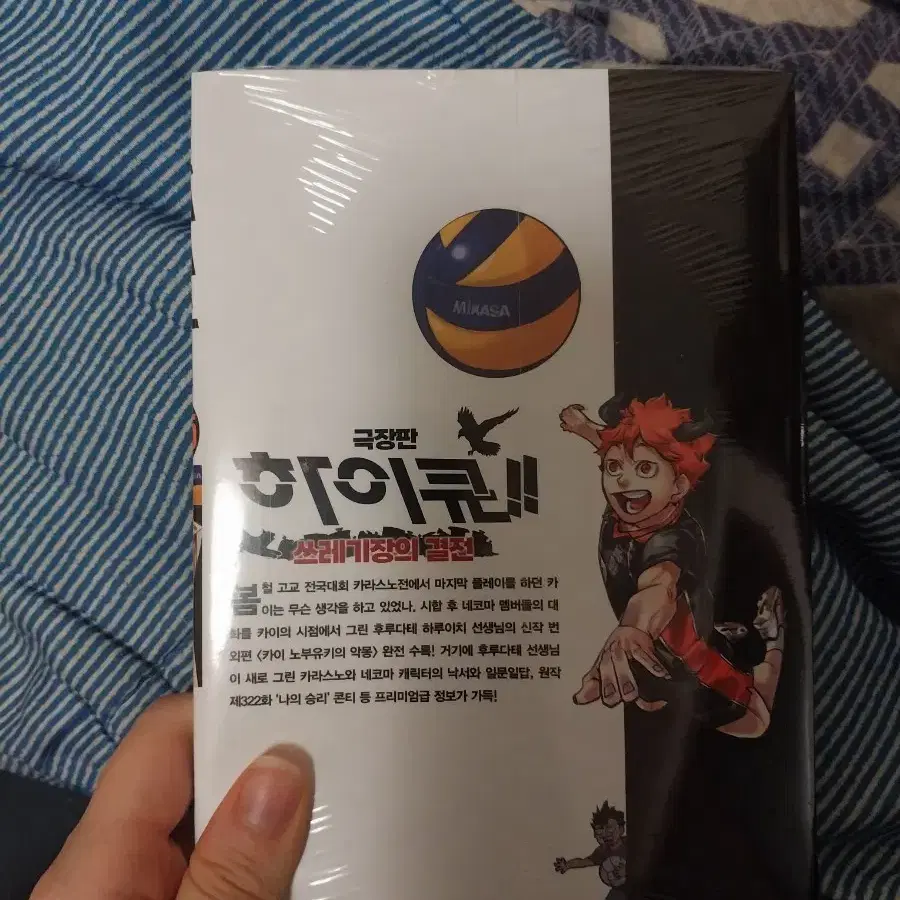 MIKASA
극장판
하이큐!!
쓰레기장의 결전
봄철 고교 전국대회 카라스노전에서 마지막 플레이를 하던 카
이는 무슨 생각을 하고 있었나. 시합 후 네코마 멤버들의 대
화를 카이의 시점에서 그린 후루다테 하루이치 선생님의 신작 번
외편 <카이 노부유키의 악몽> 완전 수록! 거기에 후루다테 선생님
이 새로 그린 카라스노와 네코마 캐릭터의 낙서와 일문일답, 원작
제322화 '나의 승리' 콘티 등 프리미엄급 정보가 가득!